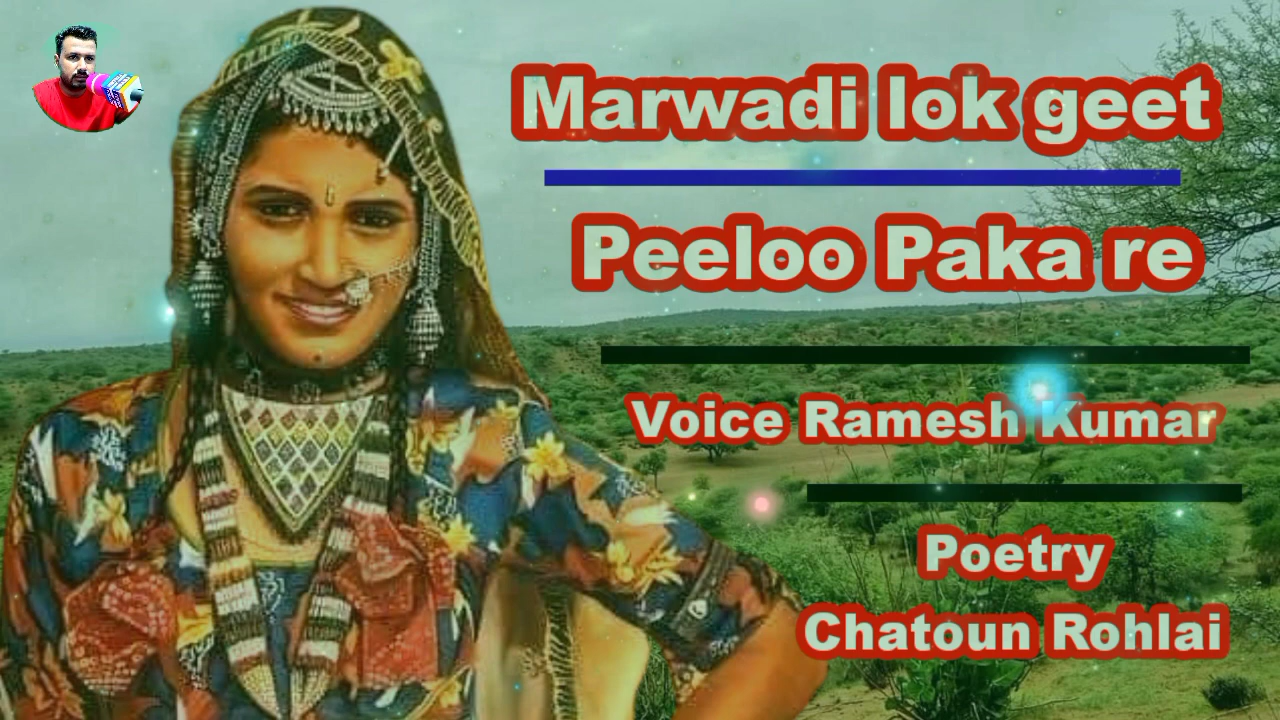 Marwadi lok geet
Peeloo Paka re
Voice Ramesh Kumar
Poetry
Chatoun Rohlai